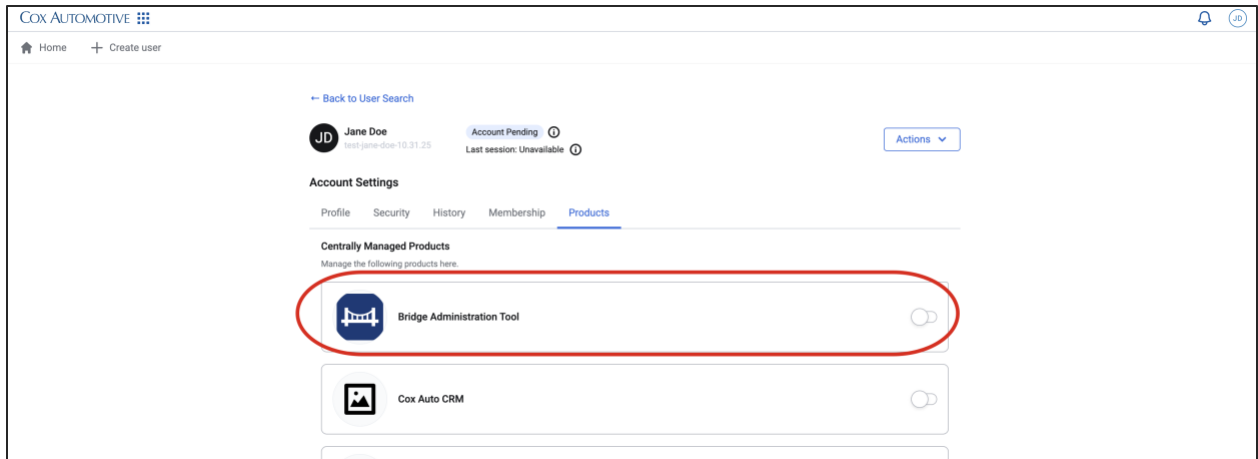 COX AUTOMOTIVE
JD
Home
Create user
← Back to User Search
JD
Jane Doe
test-jane-doe-10.31.25
Account Pending
Last session: Unavailable
Actions
Account Settings
Profile Security History Membership Products
Centrally Managed Products
Manage the following products here.
Bridge Administration Tool
Cox Auto CRM